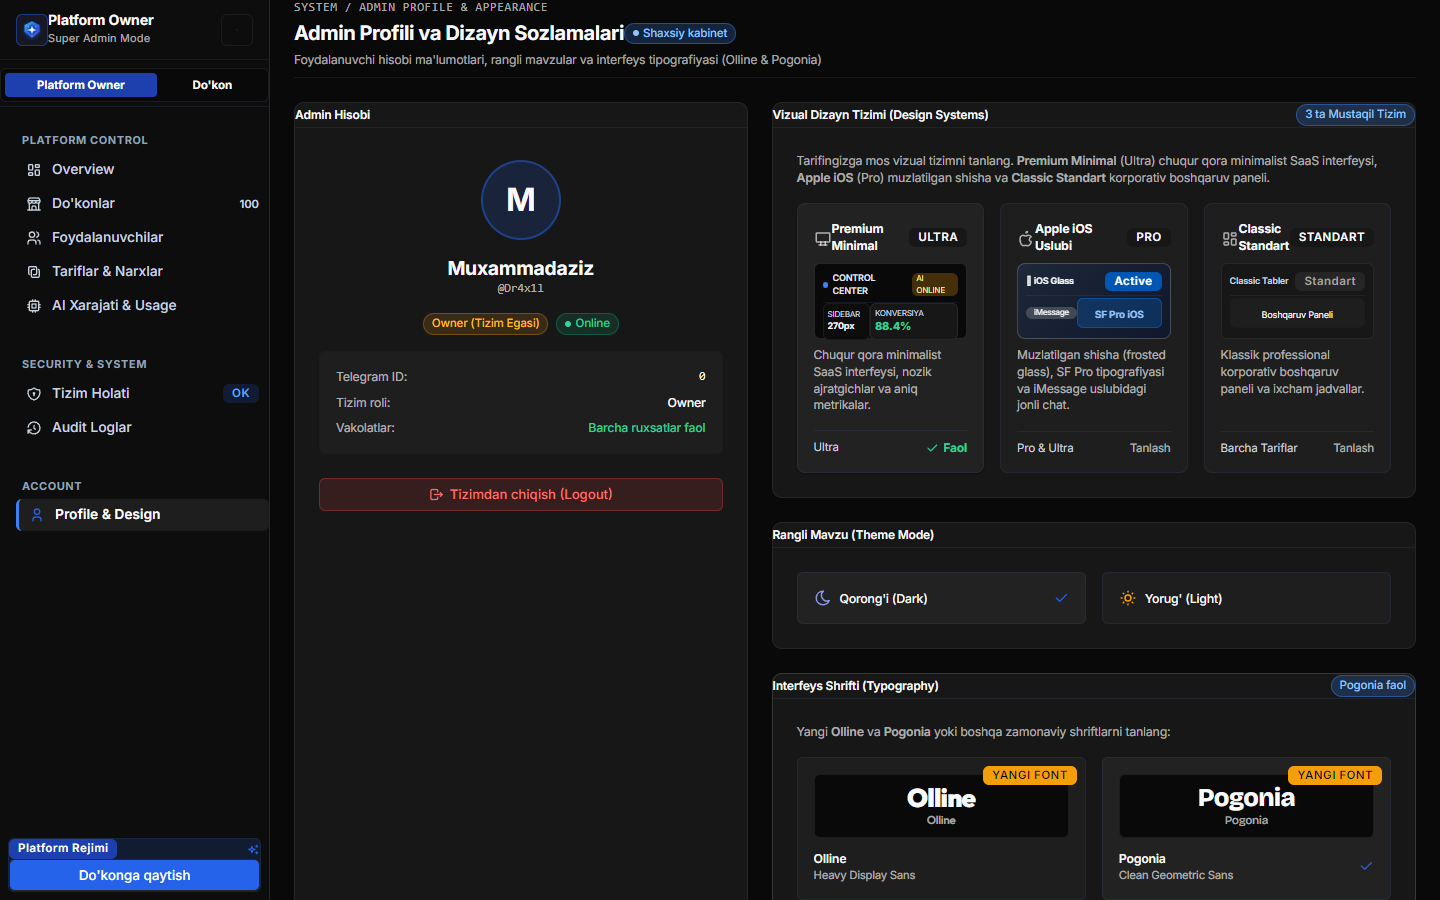 Platform Owner
Super Admin Mode
Platform Owner
Do'kon
PLATFORM CONTROL
Overview
Do'konlar
100
Foydalanuvchilar
Tariflar & Narxlar
AI Xarajati & Usage
SECURITY & SYSTEM
Tizim Holati
OK
Audit Loglar
ACCOUNT
Profile & Design
Platform Rejimi
Do'konga qaytish
SYSTEM / ADMIN PROFILE & APPEARANCE
Admin Profili va Dizayn Sozlamalari
Shaxsiy kabinet
Foydalanuvchi hisobi ma'lumotlari, rangli mavzular va interfeys tipografiyasi (Olline & Pogonia)
Admin Hisobi
M
Muxammadaziz
@Dr4x1l
Owner (Tizim Egasi)
Online
Telegram ID:
0
Tizim roli:
Owner
Vakolatlar:
Barcha ruxsatlar faol
Tizimdan chiqish (Logout)
Vizual Dizayn Tizimi (Design Systems)
3 ta Mustaqil Tizim
Tarifingizga mos vizual tizimni tanlang. Premium Minimal (Ultra) chuqur qora minimalist SaaS interfeysi,
Apple iOS (Pro) muzlatilgan shisha va Classic Standart korporativ boshqaruv paneli.
Premium
Minimal
ULTRA
CONTROL
CENTER
AI
ONLINE
SIDEBAR
270px
KONVERSIYA
88.4%
Chuqur qora minimalist
SaaS interfeysi, nozik
ajratgichlar va aniq
metrikalar.
Ultra
Faol
Apple iOS
Uslubi
PRO
iOS Glass
Active
iMessage
SF Pro iOS
Muzlatilgan shisha (frosted
glass), SF Pro tipografiyasi
va iMessage uslubidagi
jonli chat.
Pro & Ultra
Tanlash
Classic
Standart
STANDART
Classic Tabler
Standart
Boshqaruv Paneli
Klassik professional
korporativ boshqaruv
paneli va ixcham jadvallar.
Barcha Tariflar
Tanlash
Rangli Mavzu (Theme Mode)
Qorong'i (Dark)
Yorug' (Light)
Interfeys Shrifti (Typography)
Pogonia faol
Yangi Olline va Pogonia yoki boshqa zamonaviy shriftlarni tanlang:
YANGI FONT
Olline
Olline
Olline
Heavy Display Sans
YANGI FONT
Pogonia
Pogonia
Pogonia
Clean Geometric Sans